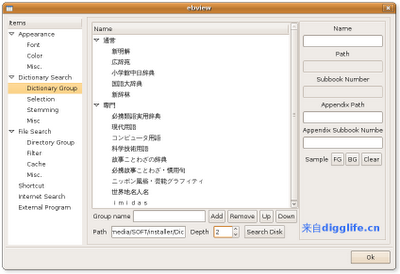 ebview
Items
Appearance
Font
Color
Misc.
Dictionary Search
Dictionary Group
Selection
Stemming
Misc
File Search
Directory Group
Filter
Cache
Misc.
Shortcut
Internet Search
External Program
Name
通常
新明解
広辞苑
小学館中日辞典
国語大辞典
新辞林
専門
必携類語実用辞典
現代用語
コンピュータ用語
科学技術用語
故事ことわざの辞典
必携故事ことわざ・慣用句
ニッポン風俗・芸能グラフィティ
世界地名人名
ｉｍｉｄａｓ
Group name Add Remove Up Down
Path media/SOFT/installer/Dic Depth 2 Search Disk
Name
Path
Subbook Number
Appendix Path
Appendix Subbook Numbe
Sample FG BG Clear
来自digglife.cn
Ok